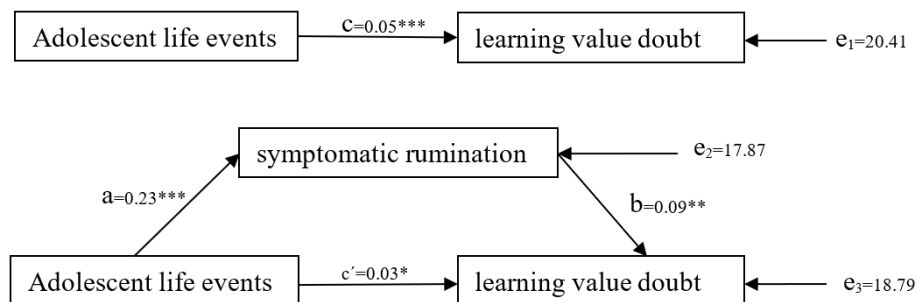 Adolescent life events
c=0.05***
learning value doubt
e₁=20.41
symptomatic rumination
e₂=17.87
a=0.23***
b=0.09**
Adolescent life events
c´=0.03*
learning value doubt
e₃=18.79